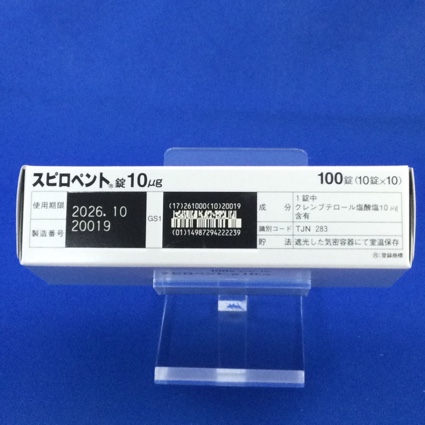 スピロペント®錠10μg
100錠(10錠×10)
使用期限
2026.10
製造番号
20019
GS1
(17)261000(10)20019
(01)14987294222239
成分
1錠中
クレンブテロール塩酸塩10μg
含有
識別コード TJN 283
貯法 遮光した気密容器にて室温保存
®登録商標